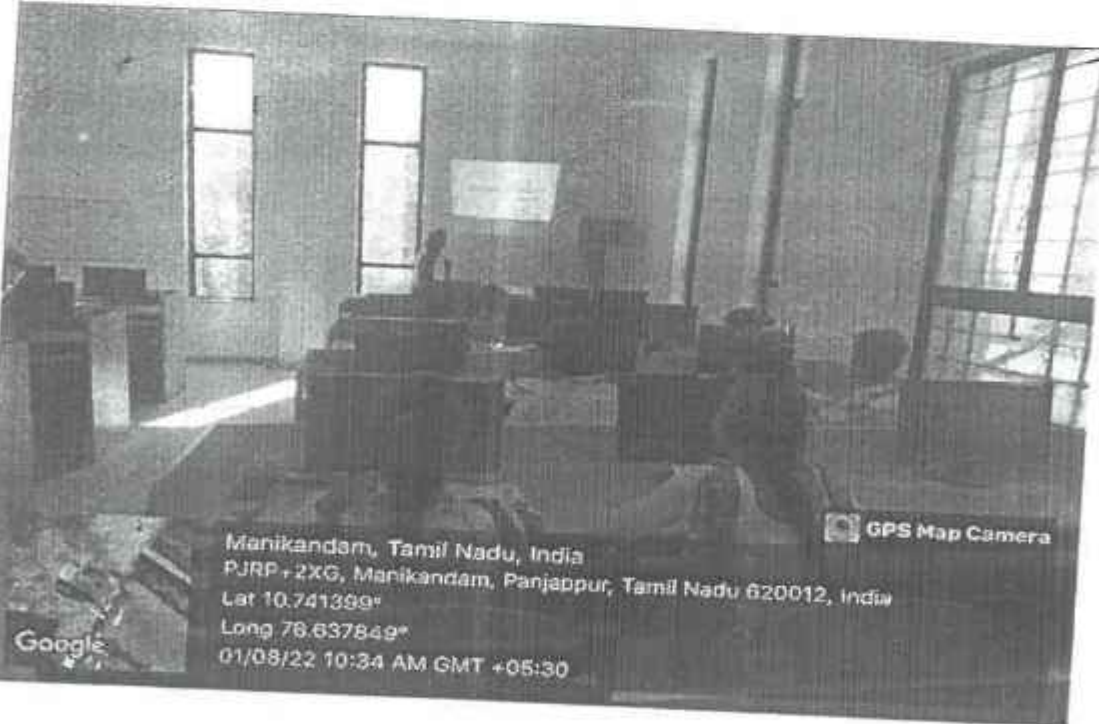 GPS Map Camera
Manikandam, Tamil Nadu, India
PJRP+2XG, Manikandam, Panjappur, Tamil Nadu 620012, India
Lat 10.741399°
Long 78.637849°
01/08/22 10:34 AM GMT +05:30
Google